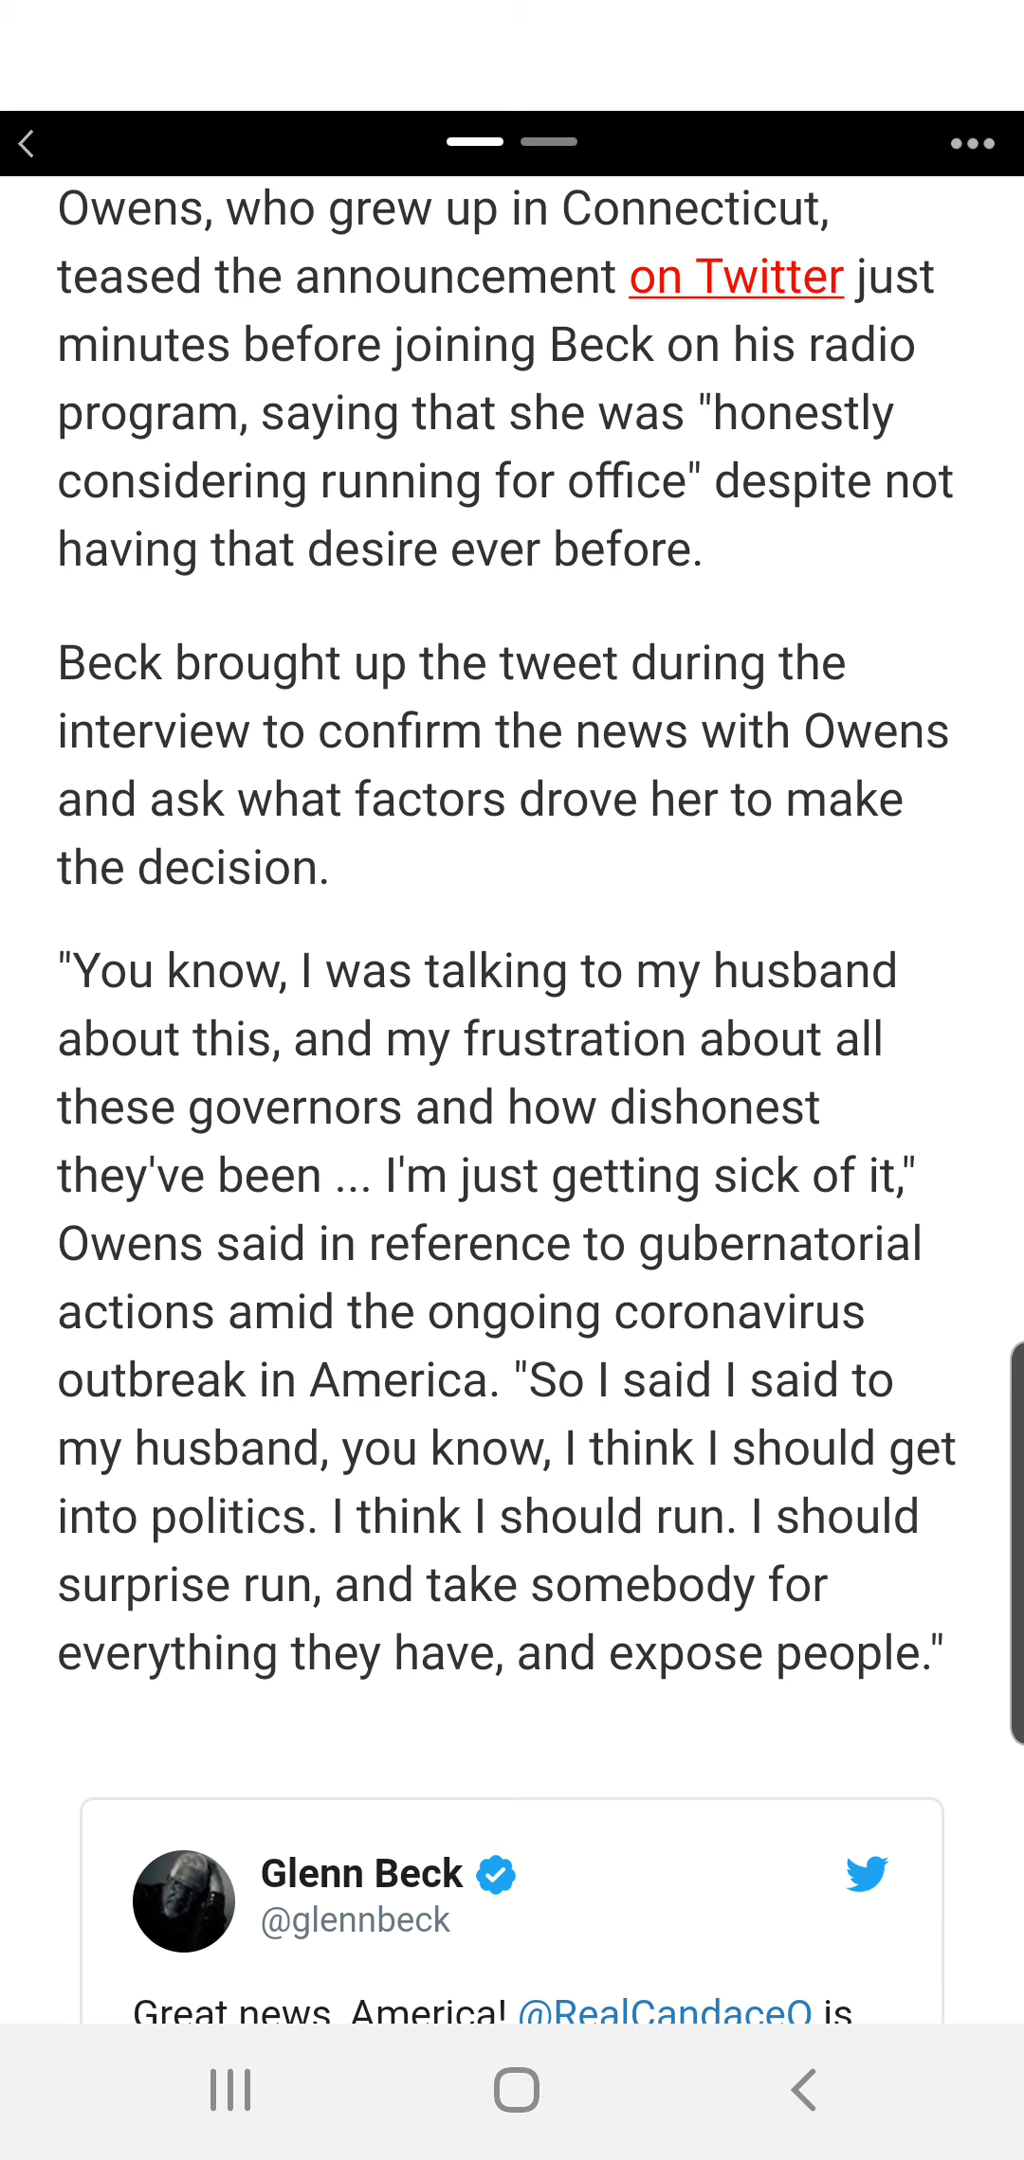 Owens, who grew up in Connecticut,
teased the announcement on Twitter just
minutes before joining Beck on his radio
program, saying that she was "honestly
considering running for office" despite not
having that desire ever before.
Beck brought up the tweet during the
interview to confirm the news with Owens
and ask what factors drove her to make
the decision.
"You know, I was talking to my husband
about this, and my frustration about all
these governors and how dishonest
they've been ... I'm just getting sick of it,"
Owens said in reference to gubernatorial
actions amid the ongoing coronavirus
outbreak in America. "So I said I said to
my husband, you know, I think I should get
into politics. I think I should run. I should
surprise run, and take somebody for
everything they have, and expose people."
Glenn Beck
@glennbeck
Great news, America! @RealCandaceO is